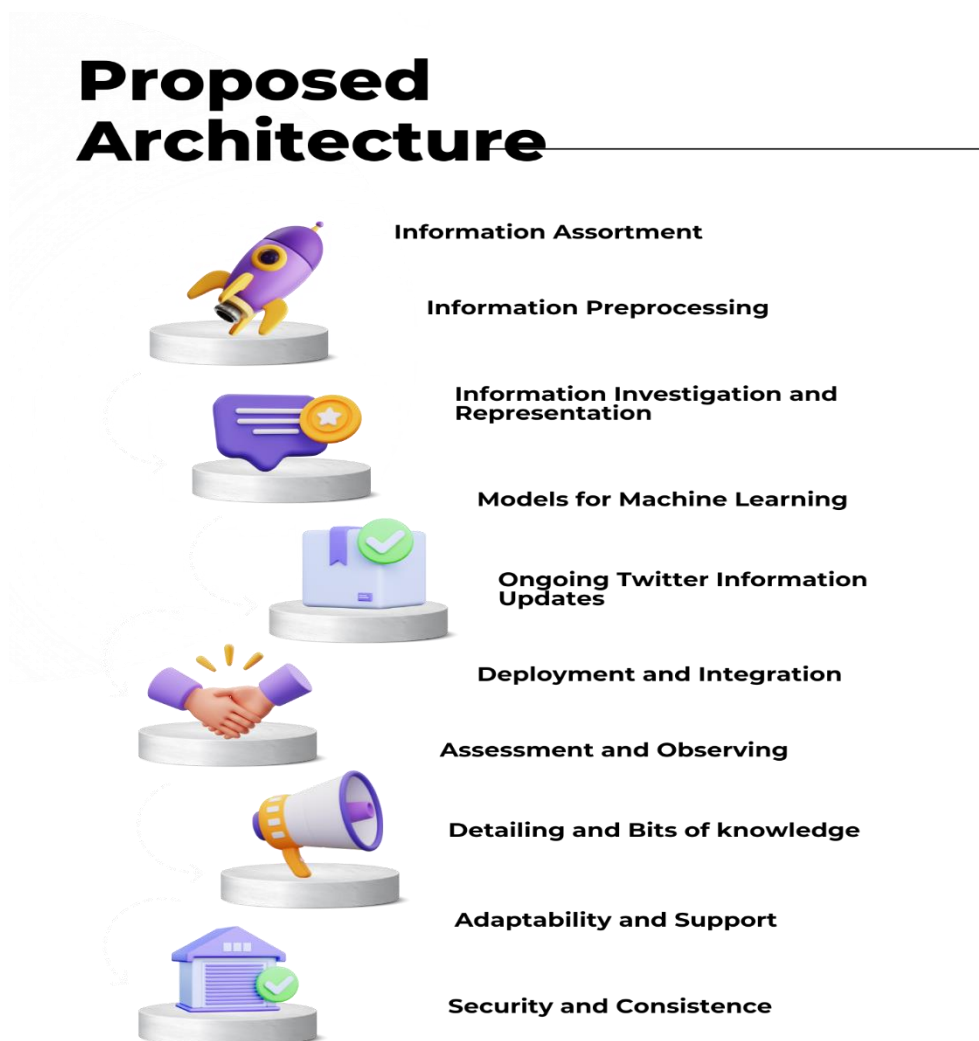 Proposed
Architecture
Information Assortment
Information Preprocessing
Information Investigation and
Representation
Models for Machine Learning
Ongoing Twitter Information
Updates
Deployment and Integration
Assessment and Observing
Detailing and Bits of knowledge
Adaptability and Support
Security and Consistence